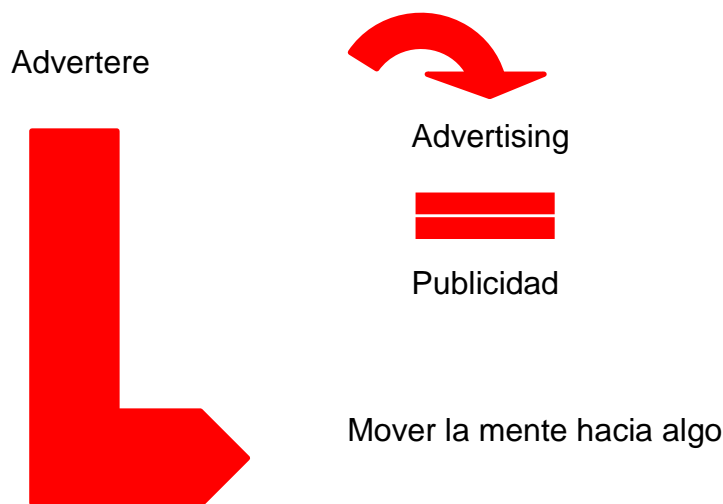 Advertere
Advertising
Publicidad
Mover la mente hacia algo